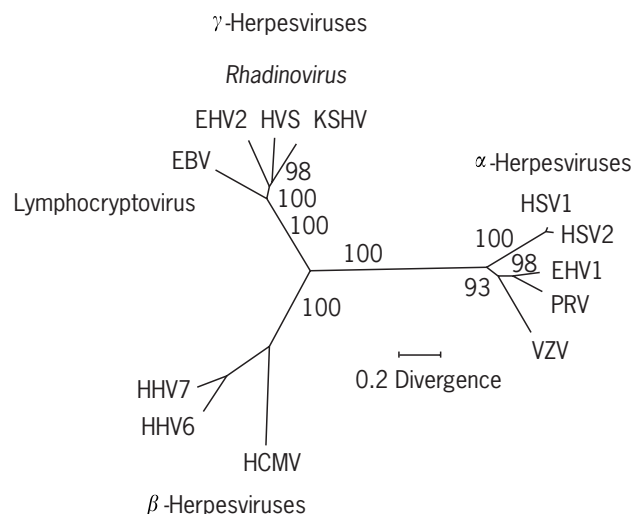 γ-Herpesviruses
Rhadinovirus
EHV2 HVS KSHV
EBV
98
100
Lymphocryptovirus
100
α-Herpesviruses
HSV1
100
HSV2
98
EHV1
93
PRV
VZV
100
100
0.2 Divergence
HHV7
HHV6
HCMV
β-Herpesviruses